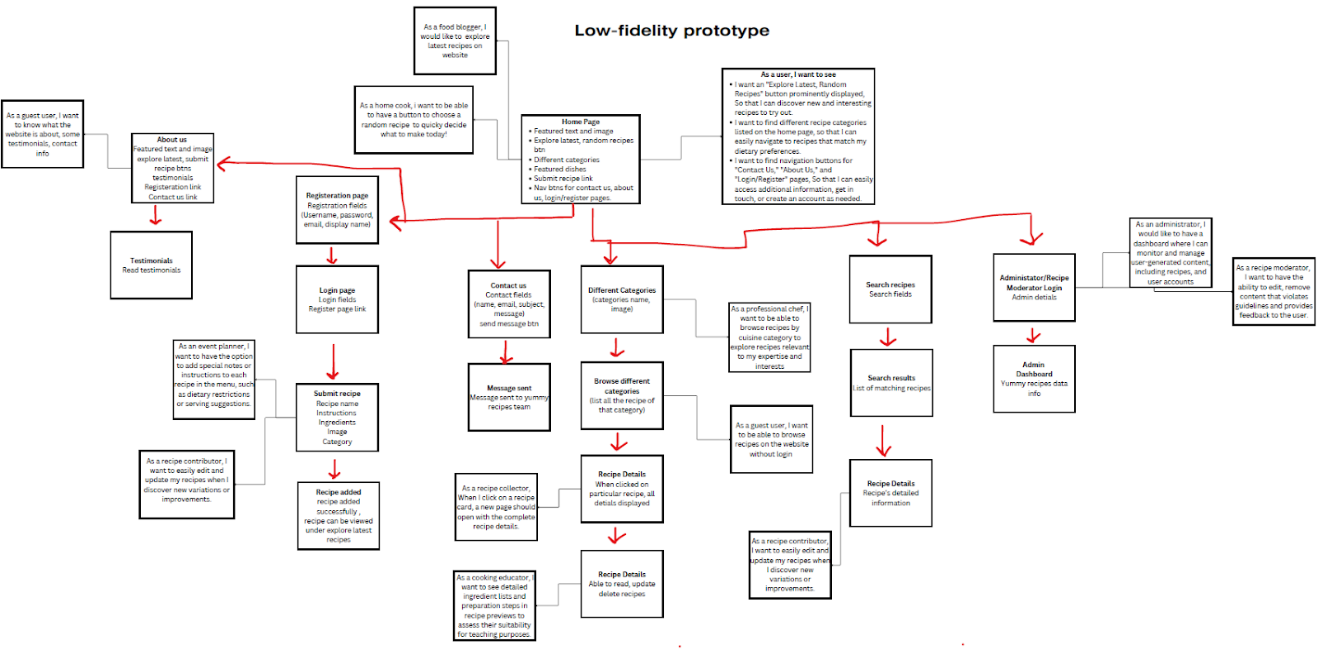 Low-fidelity prototype
As a food blogger, I
would like to explore
latest recipes on
website
As a home cook, i want to be able
to have a button to choose a
random recipe to quickly decide
what to make today!
As a user, I want to see
• I want an "Explore Latest, Random
Recipes" button prominently displayed,
So that I can discover new and interesting
recipes to try out.
• I want to find different recipe categories
listed on the home page, so that I can
easily navigate to recipes that match my
dietary preferences.
• I want to find navigation buttons for
"Contact Us," "About Us," and
"Login/Register" pages, So that I can easily
access additional information, get in
touch, or create an account as needed.
As a guest user, I want
to know what the
website is about, some
testimonials, contact
info
About us
Featured text and image
explore latest, submit
recipe btns
testimonials
Registeration link
Contact us link
Home Page
• Featured text and image
• Explore latest, random recipes
btn
• Different categories
• Featured dishes
• Submit recipe link
• Nav btns for contact us, about
us, login/register pages.
Testimonials
Read testimonials
Registeration page
Registration fields
(Username, password,
email, display name)
Login page
Login fields
Register page link
Contact us
Contact fields
(name, email, subject,
message)
send message btn
Different Categories
(categories name,
image)
Search recipes
Search fields
Administator/Recipe
Moderator Login
Admin detials
As an administrator, I
would like to have a
dashboard where I can
monitor and manage
user-generated content,
including recipes, and
user accounts
As a recipe moderator,
I want to have the
ability to edit, remove
content that violates
guidelines and provides
feedback to the user.
As a professional chef, I
want to be able to
browse recipes by
cuisine category to
explore recipes relevant
to my expertise and
interests
As an event planner, I
want to have the option
to add special notes or
instructions to each
recipe in the menu, such
as dietary restrictions
or serving suggestions.
Submit recipe
Recipe name
Instructions
Ingredients
Image
Category
Message sent
Message sent to yummy
recipes team
Browse different
categories
(list all the recipe of
that category)
Search results
List of matching recipes
Admin
Dashboard
Yummy recipes data
info
As a guest user, I want
to be able to browse
recipes on the website
without login
As a recipe contributor, I
want to easily edit and
update my recipes when I
discover new variations or
improvements.
Recipe added
recipe added
successfully ,
recipe can be viewed
under explore latest
recipes
As a recipe collector,
When I click on a recipe
card, a new page should
open with the complete
recipe details.
Recipe Details
When clicked on
particular recipe, all
detials displayed
Recipe Details
Recipe's detailed
information
As a recipe contributor,
I want to easily edit and
update my recipes when
I discover new
variations or
improvements.
As a cooking educator, I
want to see detailed
ingredient lists and
preparation steps in
recipe previews to
assess their suitability
for teaching purposes.
Recipe Details
Able to read, update
delete recipes